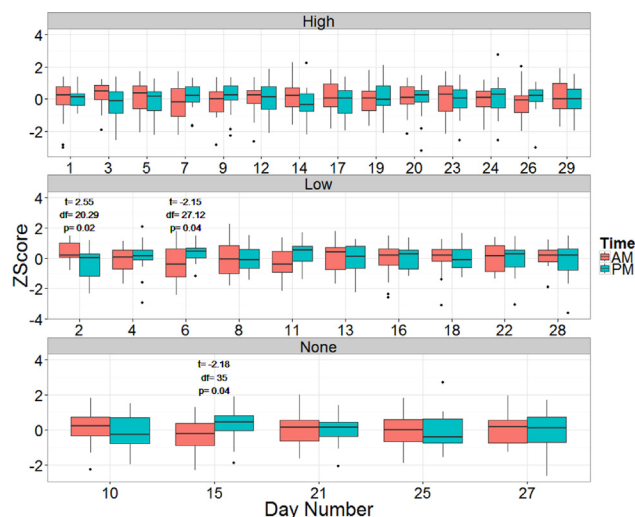 High
4
2
0
-2
1 3 5 7 9 12 14 17 19 20 23 24 26 29
Low
4
2
0
-2
-4
t= 2.55
df= 20.29
p= 0.02
t= -2.15
df= 27.12
p= 0.04
2 4 6 8 11 13 16 18 22 28
None
4
2
0
-2
t= -2.18
df= 35
p= 0.04
10 15 21 25 27
Day Number
ZScore
Time
AM
PM